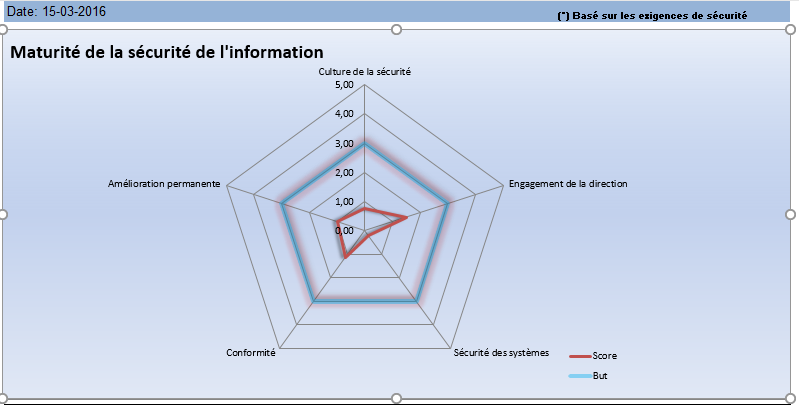 Date: 15-03-2016
(*) Basé sur les exigences de sécurité
Maturité de la sécurité de l'information
Culture de la sécurité
5,00
4,00
3,00
2,00
1,00
0,00
Amélioration permanente
Engagement de la direction
Conformité
Sécurité des systèmes
Score
But